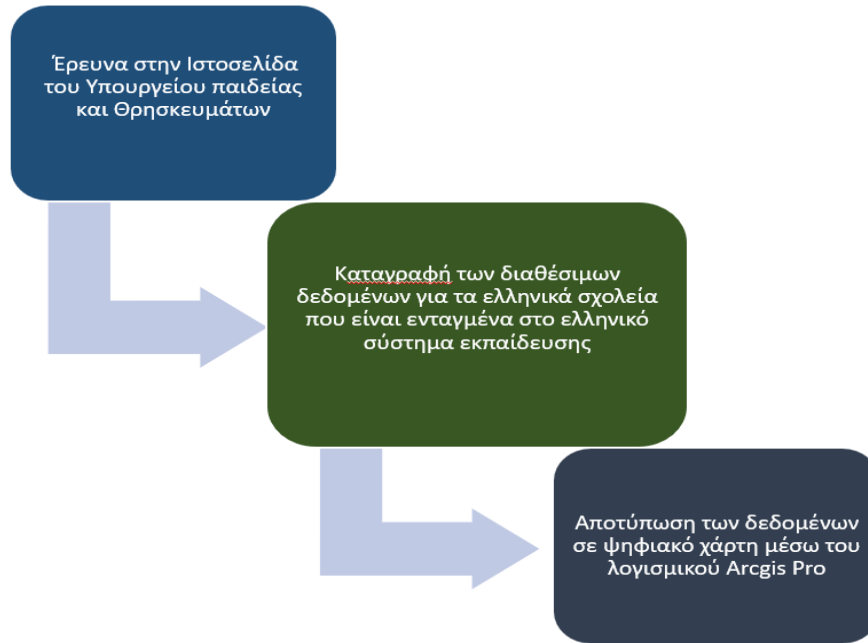 Έρευνα στην Ιστοσελίδα
του Υπουργείου παιδείας
και Θρησκευμάτων
Καταγραφή των διαθέσιμων
δεδομένων για τα ελληνικά σχολεία
που είναι ενταγμένα στο ελληνικό
σύστημα εκπαίδευσης
Αποτύπωση των δεδομένων
σε ψηφιακό χάρτη μέσω του
λογισμικού Arcgis Pro